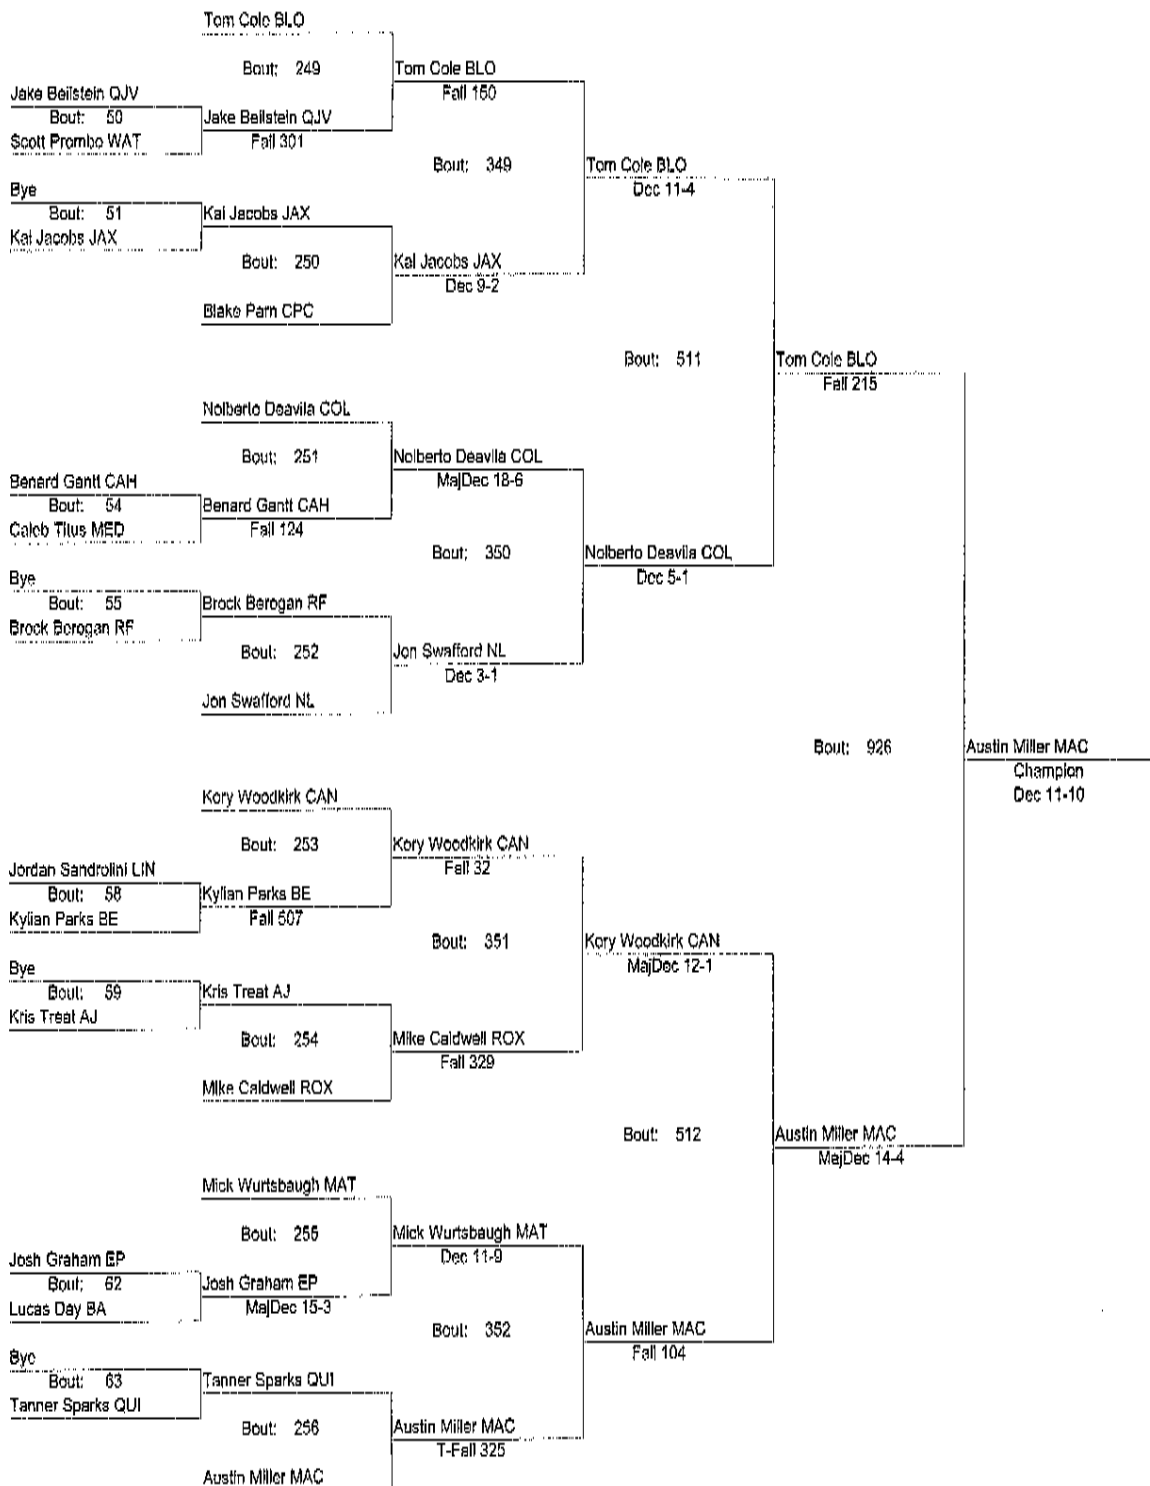 Tom Cole BLO
Bout: 249
Tom Cole BLO
Fall 150
Jake Beilstein QJV
Bout: 50
Scott Prombo WAT
Jake Beilstein QJV
Fall 301
Bout: 349
Tom Cole BLO
Dec 11-4
Bye
Bout: 51
Kai Jacobs JAX
Kai Jacobs JAX
Bout: 250
Kai Jacobs JAX
Dec 9-2
Blake Parn CPC
Bout: 511
Tom Cole BLO
Fall 215
Nolberto Deavila COL
Bout: 251
Nolberto Deavila COL
MajDec 18-6
Benard Gantt CAH
Bout: 54
Caleb Titus MED
Benard Gantt CAH
Fall 124
Bout: 350
Nolberto Deavila COL
Dec 5-1
Bye
Bout: 55
Brock Berogan RF
Brock Berogan RF
Bout: 252
Jon Swafford NL
Dec 3-1
Jon Swafford NL
Bout: 926
Austin Miller MAC
Champion
Dec 11-10
Kory Woodkirk CAN
Bout: 253
Kory Woodkirk CAN
Fall 32
Jordan Sandrolini LIN
Bout: 58
Kylian Parks BE
Kylian Parks BE
Fall 507
Bout: 351
Kory Woodkirk CAN
MajDec 12-1
Bye
Bout: 59
Kris Treat AJ
Kris Treat AJ
Bout: 254
Mike Caldwell ROX
Fall 329
Mike Caldwell ROX
Bout: 512
Austin Miller MAC
MajDec 14-4
Mick Wurtsbaugh MAT
Bout: 255
Mick Wurtsbaugh MAT
Dec 11-9
Josh Graham EP
Bout: 62
Lucas Day BA
Josh Graham EP
MajDec 15-3
Bout: 352
Austin Miller MAC
Fall 104
Bye
Bout: 63
Tanner Sparks QUI
Tanner Sparks QUI
Bout: 256
Austin Miller MAC
T-Fall 325
Austin Miller MAC